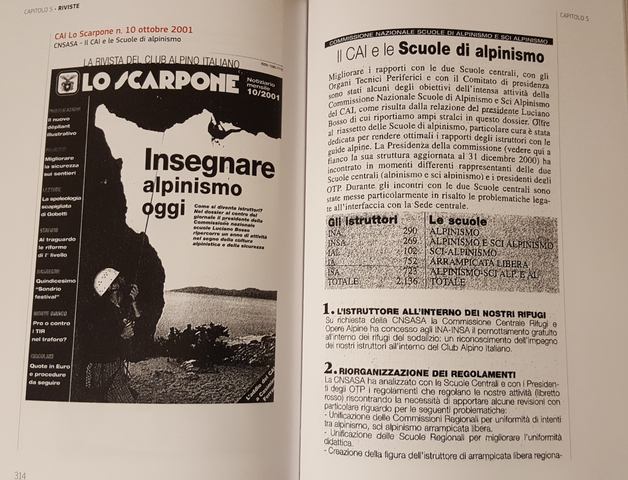 CAPITOLO 5 - RIVISTE
CAI Lo Scarpone n. 10 ottobre 2001
CNSASA - Il CAI e le Scuole di alpinismo
LA RIVISTA DEL CLUB ALPINO ITALIANO
LO SCARPONE
Notiziario
mensile
10/2001
Il nuovo
dépliant
illustrativo
Migliorare
la sicurezza
sui sentieri
La speleologia
scapigliata
di Gobetti
Al traguardo
le riforme
di I' livello
Quindicesimo
"Sondrio
festival"
Pro o contro
i TIR
nel traforo?
Quote in Euro
e procedure
da seguire
Insegnare
alpinismo
oggi
Come si diventa istruttori?
Nel dossier al centro del
giornale il presidente della
Commissione nazionale
scuole Luciano Bosso
ripercorre un anno di attività
nel segno della cultura
alpinistica e della sicurezza
314
CAPITOLO 5
COMMISSIONE NAZIONALE SCUOLE DI ALPINISMO E SCI ALPINISMO
Il CAI e le Scuole di alpinismo
Migliorare i rapporti con le due Scuole centrali, con gli
Organi Tecnici Periferici e con il Comitato di presidenza
sono stati alcuni degli obiettivi dell'intensa attività della
Commissione Nazionale Scuole di Alpinismo e Sci Alpinismo
del CAI, come risulta dalla relazione del presidente Luciano
Bosso di cui riportiamo ampi stralci in questo dossier. Oltre
al riassetto delle Scuole di alpinismo, particolare cura è stata
dedicata per rendere ottimali i rapporti degli istruttori con le
guide alpine. La Presidenza della commissione (vedere qui a
fianco la sua struttura aggiornata al 31 dicembre 2000) ha
incontrato in momenti differenti rappresentanti delle due
Scuole centrali (alpinismo e sci alpinismo) e i presidenti degli
OTP. Durante gli incontri con le due Scuole centrali sono
state messe particolarmente in risalto le problematiche lega-
te all'interfaccia con la Sede centrale.
Gli istruttori Le scuole
INA 290 ALPINISMO
INSA 269 ALPINISMO E SCI ALPINISMO
IAL 102 SCI-ALPINISMO
IA 752 ARRAMPICATA LIBERA
ISA 723 ALPINISMO-SCI ALP. E AL
TOTALE 2.136 TOTALE
1. L'ISTRUTTORE ALL'INTERNO DEI NOSTRI RIFUGI
Su richiesta della CNSASA la Commissione Centrale Rifugi e
Opere Alpine ha concesso agli INA-INSA il pernottamento gratuito
all'interno dei rifugi del sodalizio: un riconoscimento dell'impegno
dei nostri istruttori all'interno del Club Alpino Italiano.
2. RIORGANIZZAZIONE DEI REGOLAMENTI
La CNSASA ha analizzato con le Scuole Centrali e con i Presiden-
ti degli OTP i regolamenti che regolano le nostre attività (libretto
rosso) riscontrando la necessità di apportare alcune revisioni con
particolare riguardo per le seguenti problematiche:
- Unificazione delle Commissioni Regionali per uniformità di intenti
tra alpinismo, sci alpinismo arrampicata libera.
- Unificazione delle Scuole Regionali per migliorare l'uniformità
didattica.
- Creazione della figura dell'istruttore di arrampicata libera regiona-